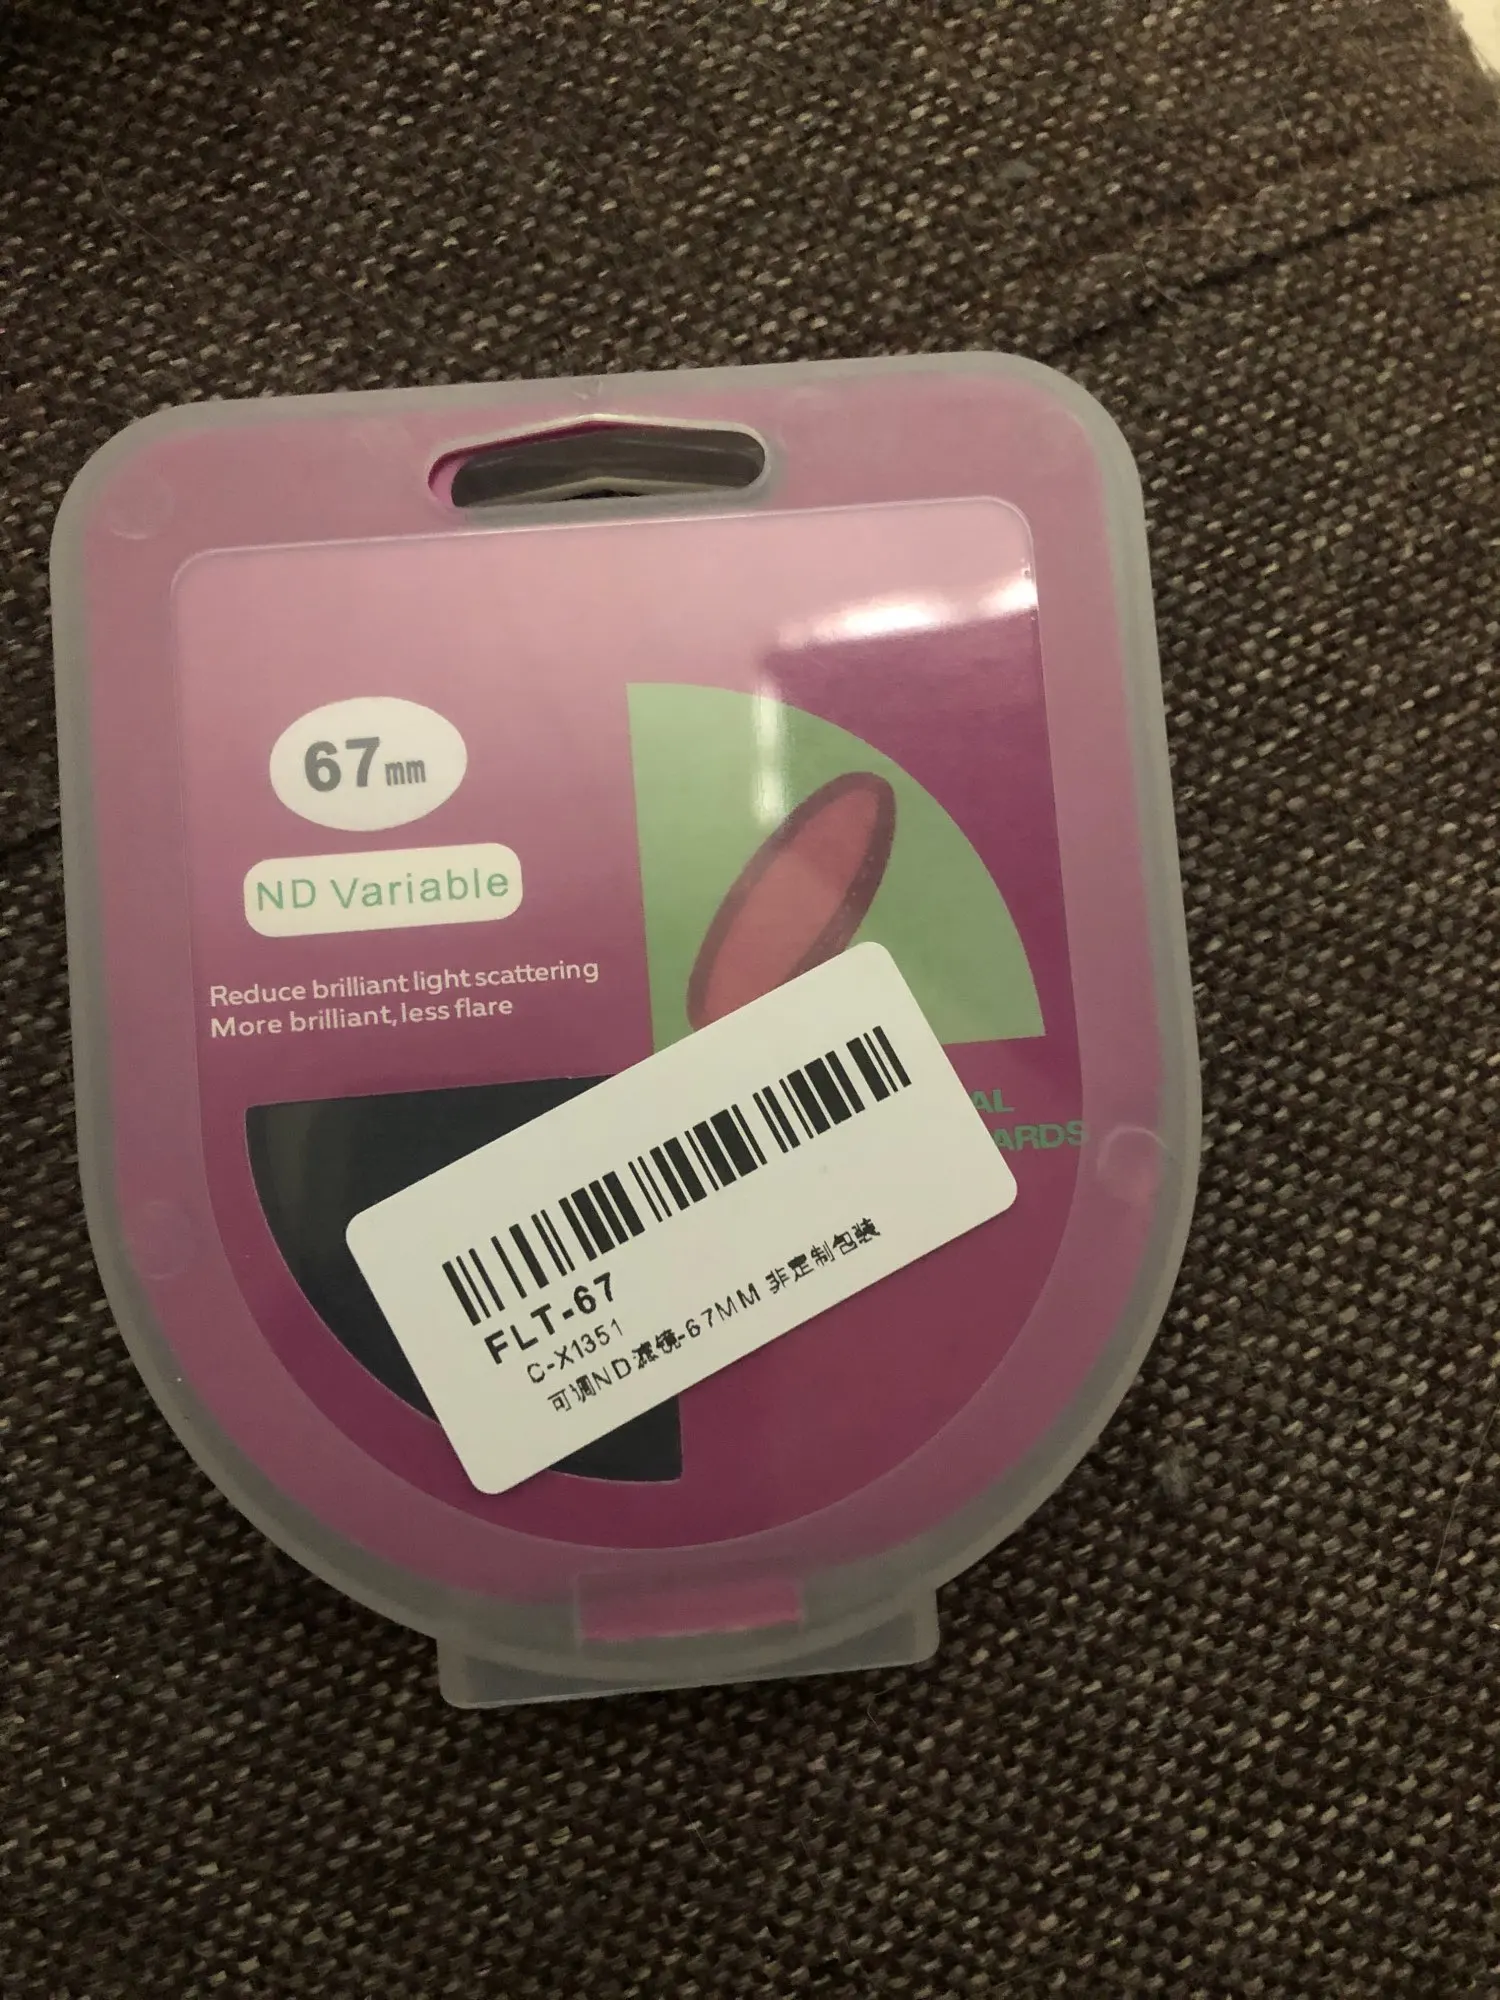 67mm
ND Variable
Reduce brilliant light scattering
More brilliant, less flare
AL
ARDS
FLT-67
C-X1351
可调ND滤镜-67MM 非定制包装